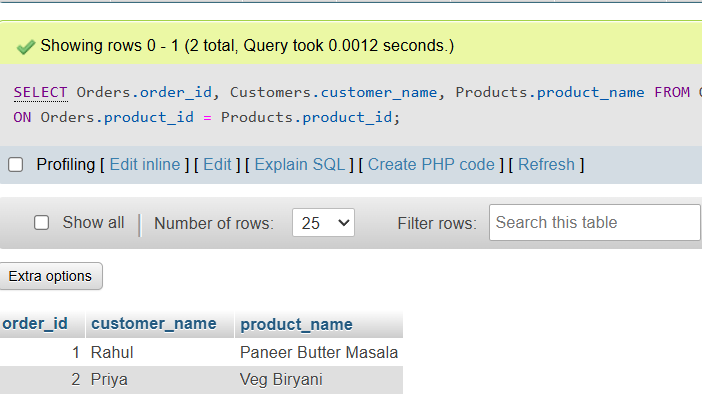 Showing rows 0 - 1 (2 total, Query took 0.0012 seconds.)
SELECT Orders.order_id, Customers.customer_name, Products.product_name FROM
ON Orders.product_id = Products.product_id;
Profiling [ Edit inline ] [ Edit ] [ Explain SQL ] [ Create PHP code ] [ Refresh ]
Show all Number of rows: 25 Filter rows: Search this table
Extra options
order_id customer_name product_name
1 Rahul Paneer Butter Masala
2 Priya Veg Biryani